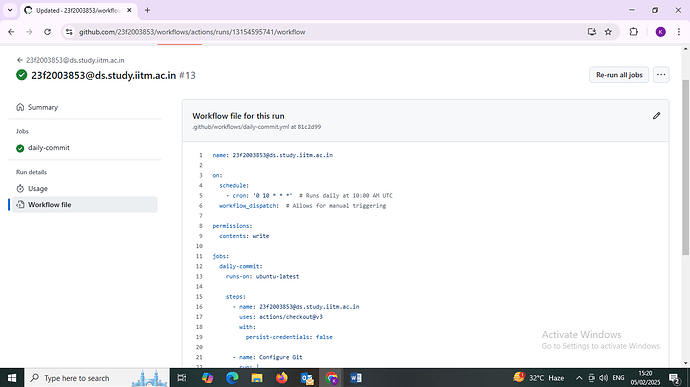 Updated - 23f2003853/workflow
github.com/23f2003853/workflows/actions/runs/13154595741/workflow
K
23f2003853@ds.study.iitm.ac.in
23f2003853@ds.study.iitm.ac.in #13
Re-run all jobs
Summary
Jobs
daily-commit
Run details
Usage
Workflow file
Workflow file for this run
.github/workflows/daily-commit.yml at 81c2d99
1 name: 23f2003853@ds.study.iitm.ac.in
2
3 on:
4 schedule:
5 - cron: '0 10 * * *' # Runs daily at 10:00 AM UTC
6 workflow_dispatch: # Allows for manual triggering
7
8 permissions:
9 contents: write
10
11 jobs:
12 daily-commit:
13 runs-on: ubuntu-latest
14
15 steps:
16 - name: 23f2003853@ds.study.iitm.ac.in
17 uses: actions/checkout@v3
18 with:
19 persist-credentials: false
20
21 - name: Configure Git
Activate Windows
Go to Settings to activate Windows.
Type here to search
32°C Haze
ENG
15:20
05/02/2025